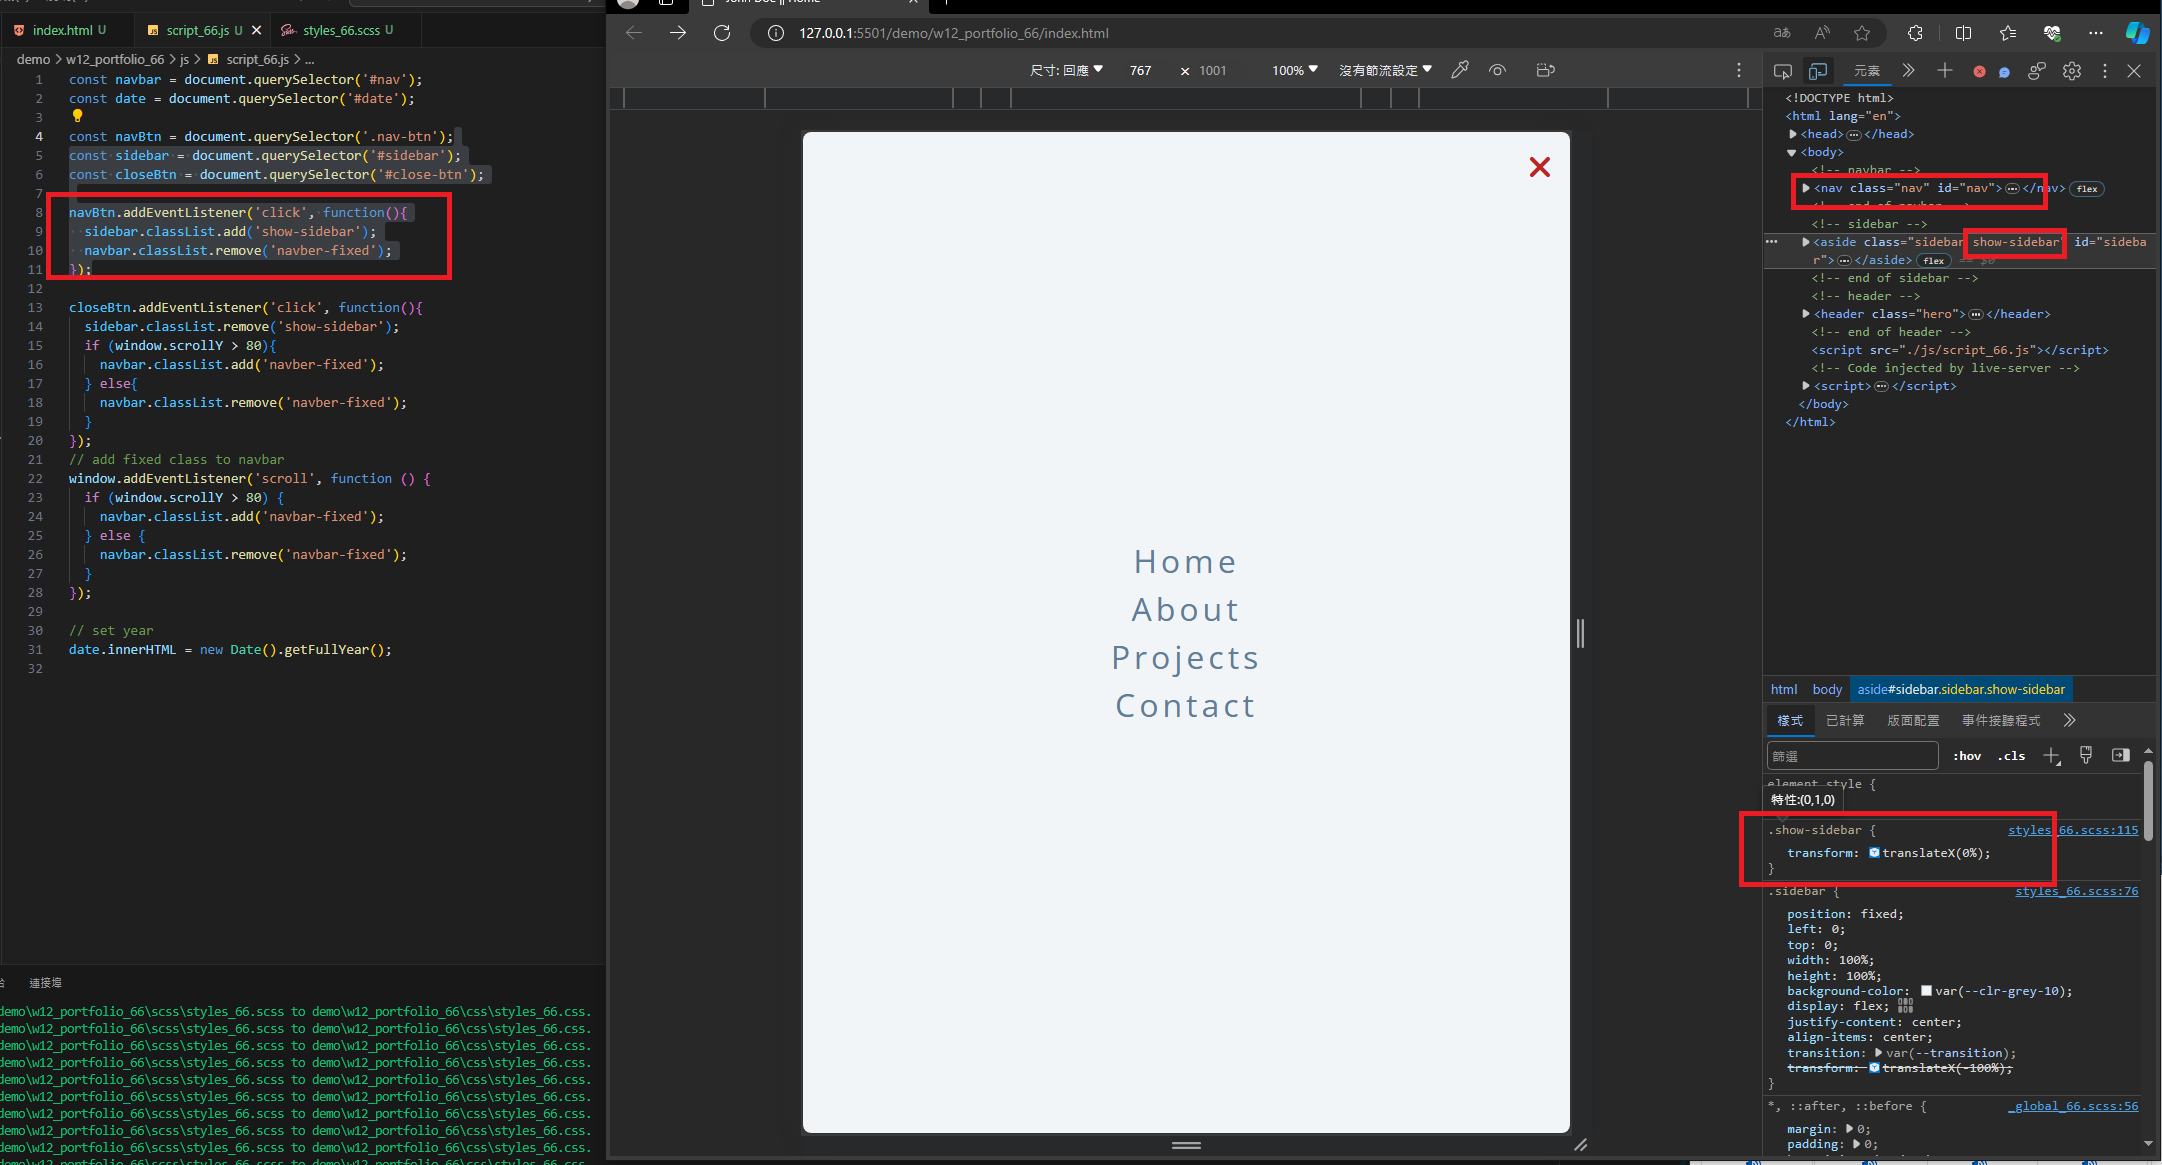 index.html U
script_66.js U
styles_66.scss U
demo > w12_portfolio_66 > js > script_66.js > ...
1 const navbar = document.querySelector('#nav');
2 const date = document.querySelector('#date');
3
4 const navBtn = document.querySelector('.nav-btn');
5 const sidebar = document.querySelector('#sidebar');
6 const closeBtn = document.querySelector('#close-btn');
7
8 navBtn.addEventListener('click', function(){
9 sidebar.classList.add('show-sidebar');
10 navbar.classList.remove('navber-fixed');
11 });
12
13 closeBtn.addEventListener('click', function(){
14 sidebar.classList.remove('show-sidebar');
15 if (window.scrollY > 80){
16 navbar.classList.add('navber-fixed');
17 } else{
18 navbar.classList.remove('navber-fixed');
19 }
20 });
21 // add fixed class to navbar
22 window.addEventListener('scroll', function () {
23 if (window.scrollY > 80) {
24 navbar.classList.add('navbar-fixed');
25 } else {
26 navbar.classList.remove('navbar-fixed');
27 }
28 });
29
30 // set year
31 date.innerHTML = new Date().getFullYear();
32
連接埠
demo\w12_portfolio_66\scss\styles_66.scss to demo\w12_portfolio_66\css\styles_66.css.
demo\w12_portfolio_66\scss\styles_66.scss to demo\w12_portfolio_66\css\styles_66.css.
demo\w12_portfolio_66\scss\styles_66.scss to demo\w12_portfolio_66\css\styles_66.css.
demo\w12_portfolio_66\scss\styles_66.scss to demo\w12_portfolio_66\css\styles_66.css.
demo\w12_portfolio_66\scss\styles_66.scss to demo\w12_portfolio_66\css\styles_66.css.
demo\w12_portfolio_66\scss\styles_66.scss to demo\w12_portfolio_66\css\styles_66.css.
demo\w12_portfolio_66\scss\styles_66.scss to demo\w12_portfolio_66\css\styles_66.css.
demo\w12_portfolio_66\scss\styles_66.scss to demo\w12_portfolio_66\css\styles_66.css.
demo\w12_portfolio_66\scss\styles_66.scss to demo\w12_portfolio_66\css\styles_66.css.
demo\w12_portfolio_66\scss\styles_66.scss to demo\w12_portfolio_66\css\styles_66.css.
John Doe || Home
127.0.0.1:5501/demo/w12_portfolio_66/index.html
尺寸: 回應 767 × 1001 100% 沒有節流設定
Home
About
Projects
Contact
元素
<!DOCTYPE html>
<html lang="en">
<head>⋯</head>
<body>
<!-- navbar -->
<nav class="nav" id="nav">⋯</nav> flex
<!-- end of navbar -->
<!-- sidebar -->
<aside class="sidebar show-sidebar" id="sideba
r">⋯</aside> flex == $0
<!-- end of sidebar -->
<!-- header -->
<header class="hero">⋯</header>
<!-- end of header -->
<script src="./js/script_66.js"></script>
<!-- Code injected by live-server -->
<script>⋯</script>
</body>
</html>
html body aside#sidebar.sidebar.show-sidebar
樣式 已計算 版面配置 事件接聽程式
篩選 :hov .cls
element.style {
特性:(0,1,0)
.show-sidebar { styles_66.scss:115
transform: translateX(0%);
}
.sidebar { styles_66.scss:76
position: fixed;
left: 0;
top: 0;
width: 100%;
height: 100%;
background-color: var(--clr-grey-10);
display: flex;
justify-content: center;
align-items: center;
transition: var(--transition);
transform: translateX(-100%);
}
*, ::after, ::before { _global_66.scss:56
margin: 0;
padding: 0;